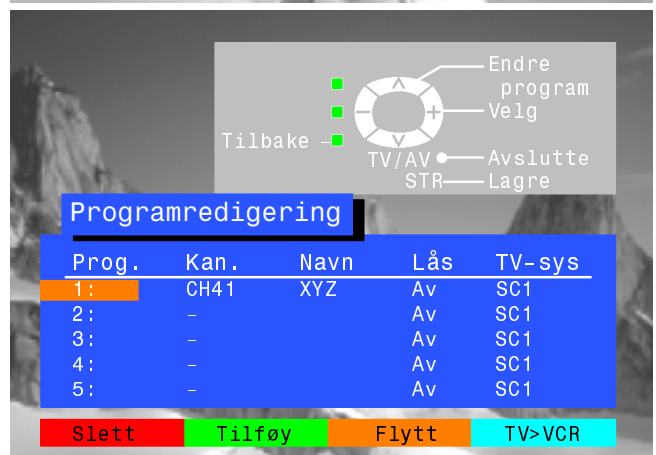 Endre
program
Velg
Tilbake
TV/AV Avslutte
STR Lagre
Programredigering
Prog. Kan. Navn Lås TV-sys
1: CH41 XYZ Av SC1
2: – Av SC1
3: – Av SC1
4: – Av SC1
5: – Av SC1
Slett Tilføy Flytt TV>VCR